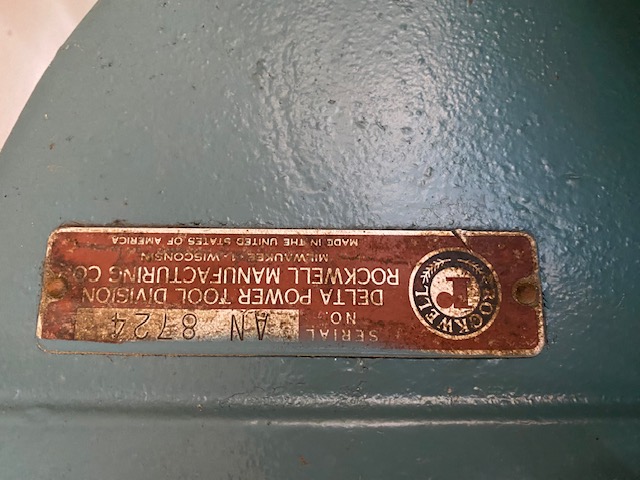 ROCKWELL
SERIAL
NO. AN 8724
DELTA POWER TOOL DIVISION
ROCKWELL MANUFACTURING CO.
MILWAUKEE 1, WISCONSIN
MADE IN THE UNITED STATES OF AMERICA